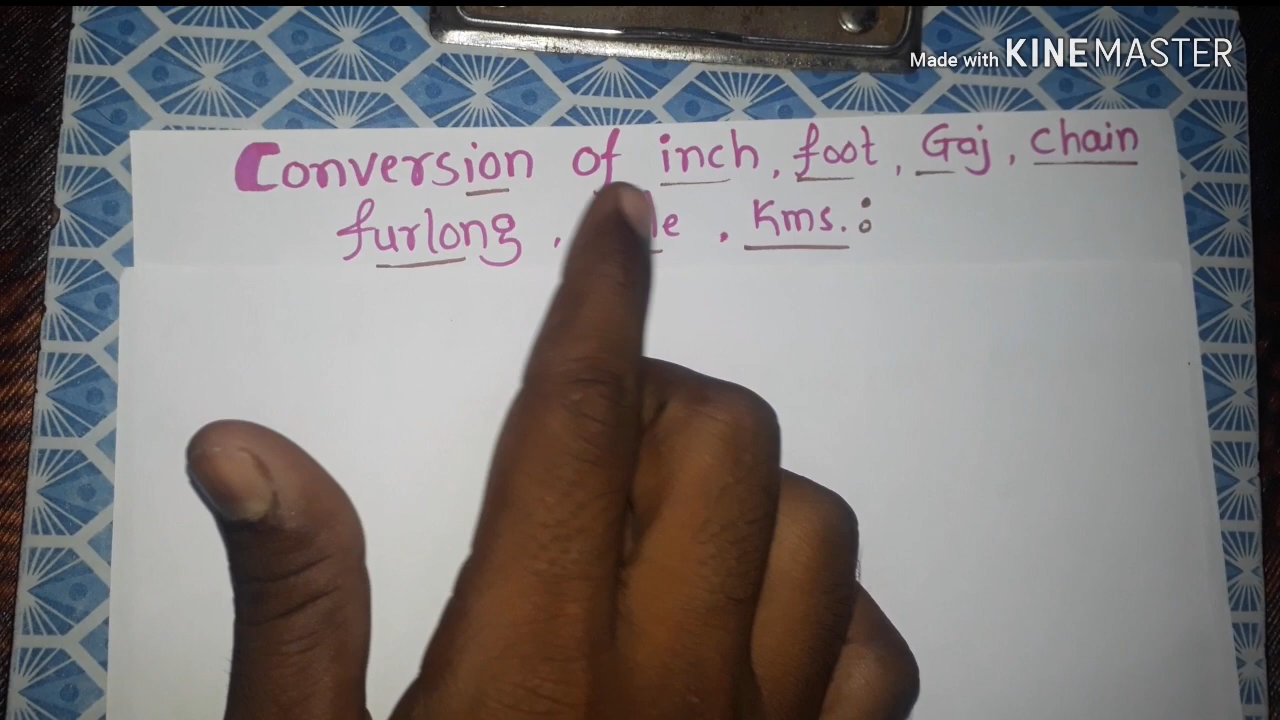 Made with KINEMASTER
Conversion of inch, foot, Gaj, chain
furlong, , Kms.: